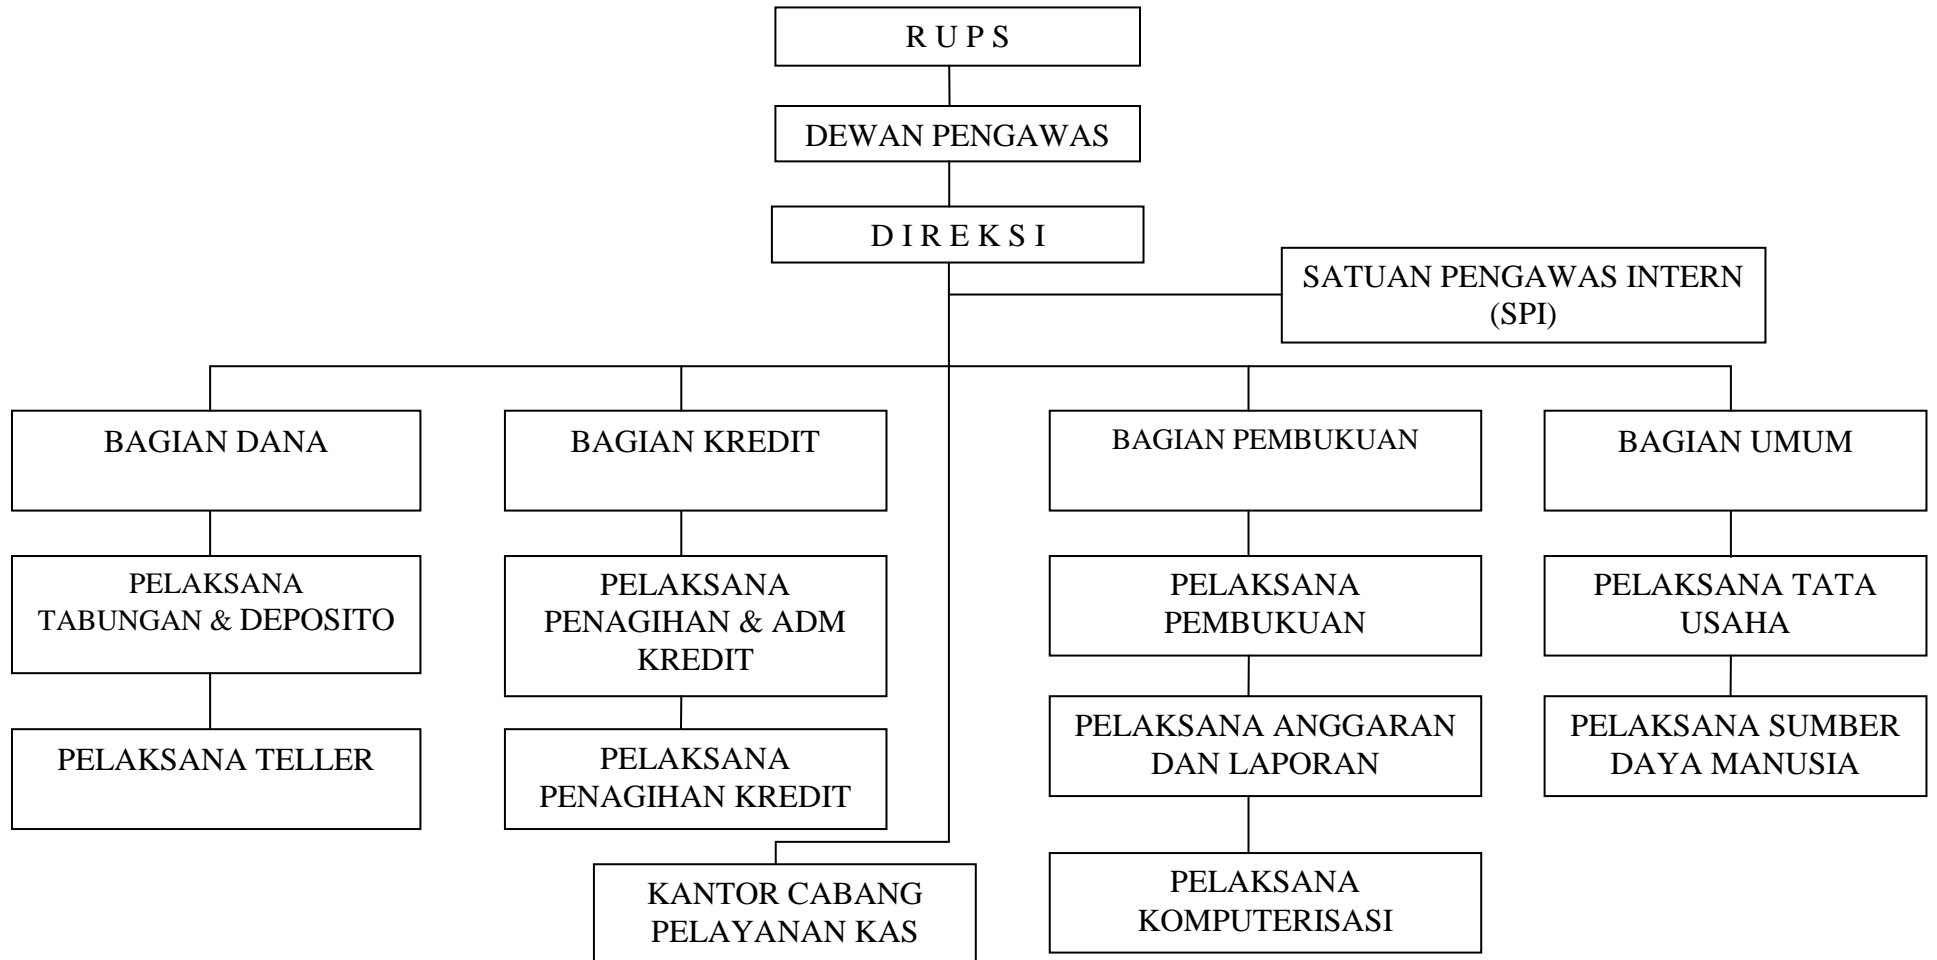 R U P S
DEWAN PENGAWAS
D I R E K S I
SATUAN PENGAWAS INTERN
(SPI)
BAGIAN DANA
BAGIAN KREDIT
BAGIAN PEMBUKUAN
BAGIAN UMUM
PELAKSANA
TABUNGAN & DEPOSITO
PELAKSANA
PENAGIHAN & ADM
KREDIT
PELAKSANA
PEMBUKUAN
PELAKSANA TATA
USAHA
PELAKSANA TELLER
PELAKSANA
PENAGIHAN KREDIT
PELAKSANA ANGGARAN
DAN LAPORAN
PELAKSANA SUMBER
DAYA MANUSIA
KANTOR CABANG
PELAYANAN KAS
PELAKSANA
KOMPUTERISASI